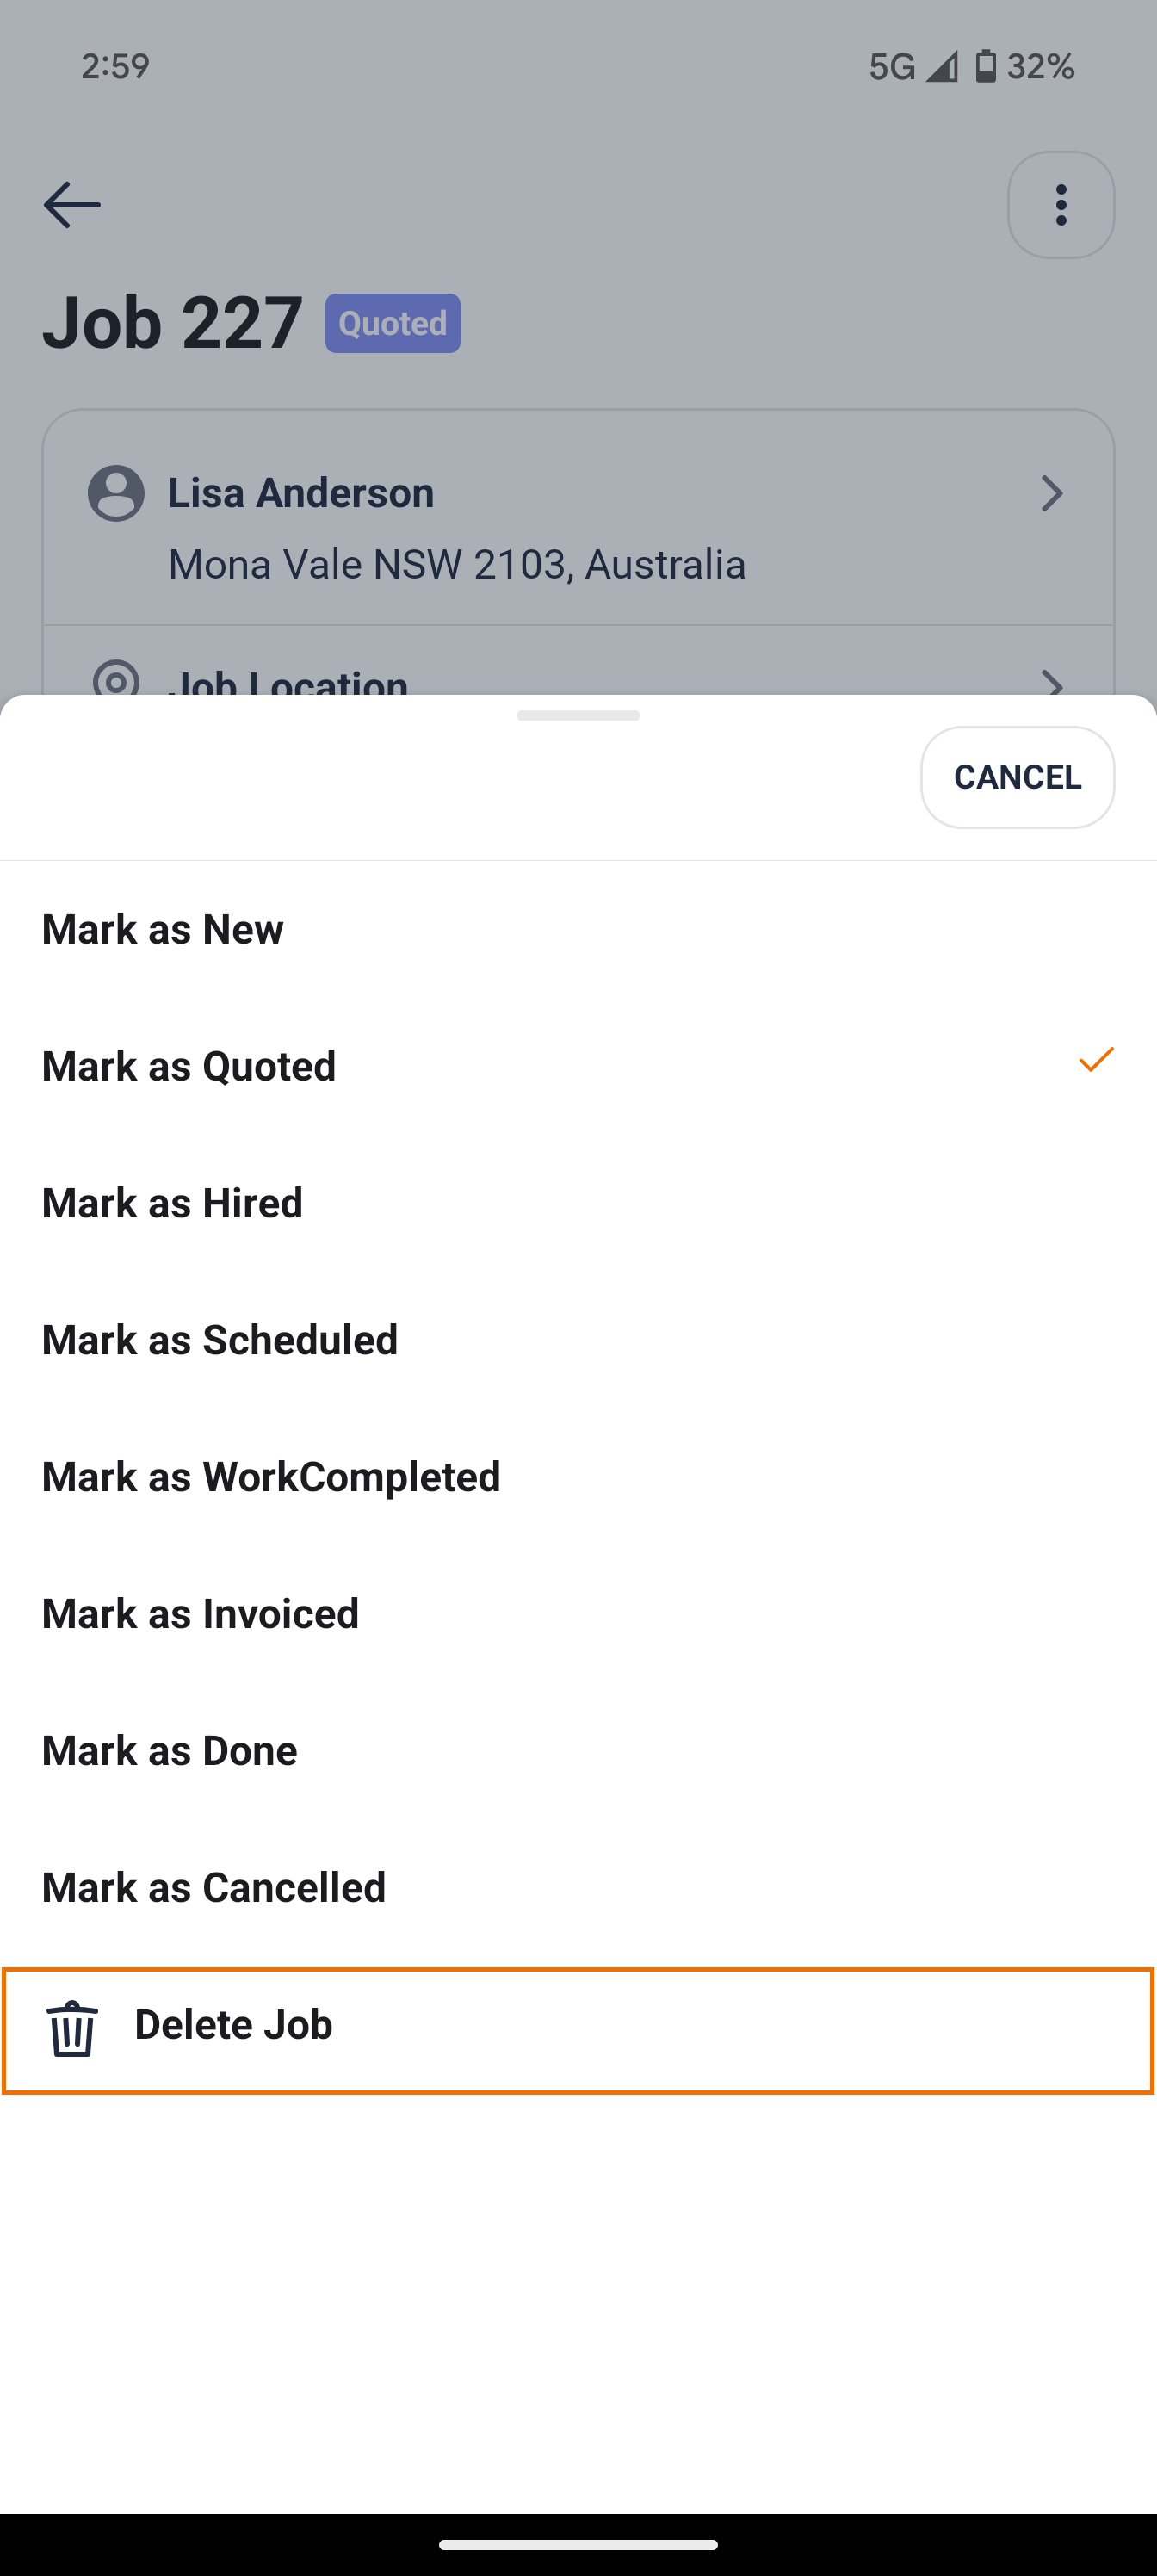 2:59
5G 32%
Job 227 Quoted
Lisa Anderson
Mona Vale NSW 2103, Australia
Job Location
CANCEL
Mark as New
Mark as Quoted
Mark as Hired
Mark as Scheduled
Mark as WorkCompleted
Mark as Invoiced
Mark as Done
Mark as Cancelled
Delete Job